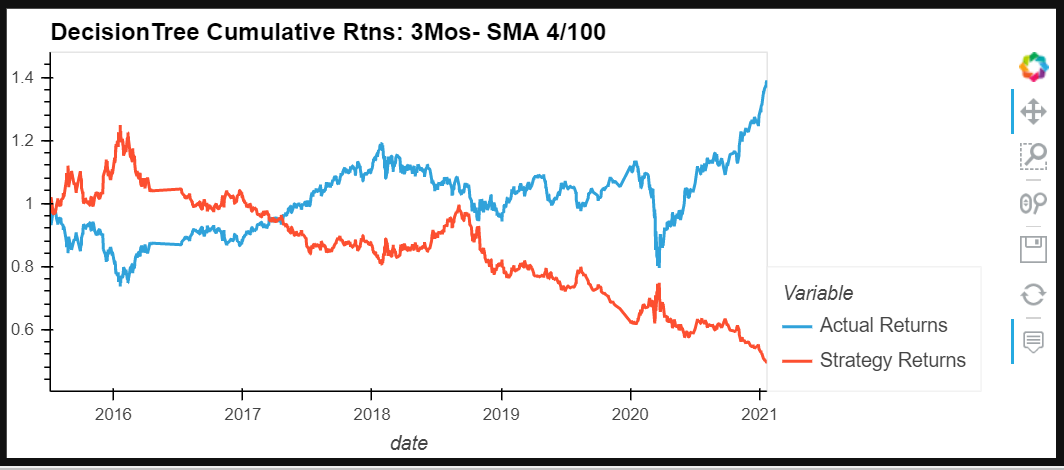 DecisionTree Cumulative Rtns: 3Mos- SMA 4/100
1.4
1.2
1
0.8
0.6
2016 2017 2018 2019 2020 2021
date
Variable
Actual Returns
Strategy Returns